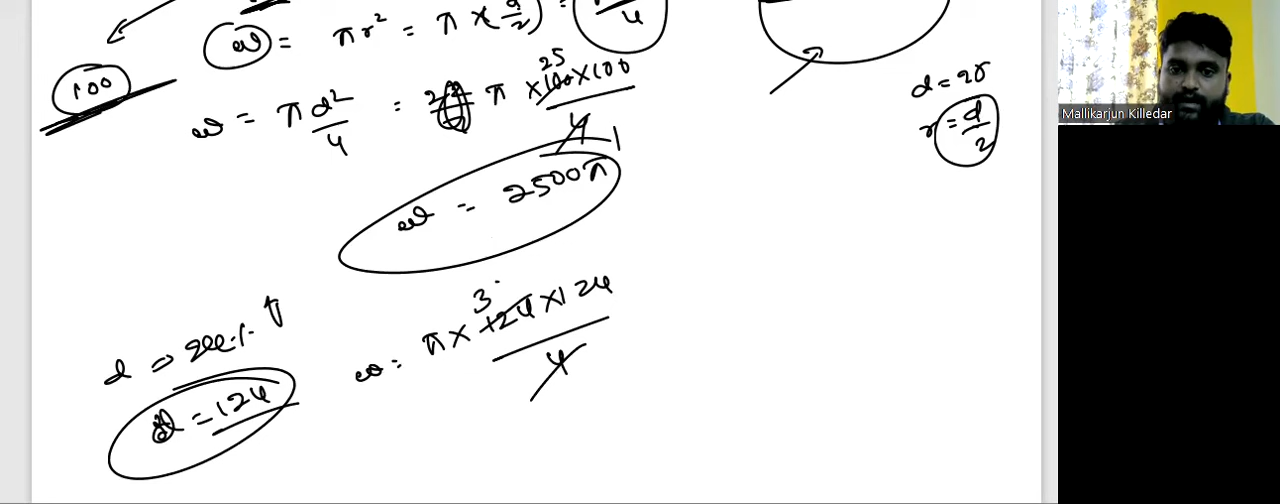 w = πr² = π × (d/2)
4
100
w = πd²/4 = π × 100 × 100 / 4
25
1
w = 2500π
d = 2r
r = d/2
Mallikarjun Killedar
3
w = π × 124 × 124 / 4
d ⇒ 24% ↑
d = 124